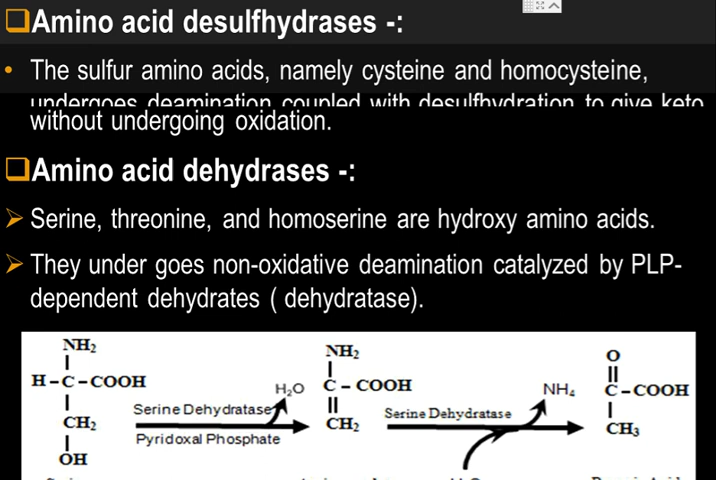 Amino acid desulfhydrases -:
• The sulfur amino acids, namely cysteine and homocysteine,
undergoes deamination coupled with desulfhydration to give keto
without undergoing oxidation.
Amino acid dehydrases -:
Serine, threonine, and homoserine are hydroxy amino acids.
They under goes non-oxidative deamination catalyzed by PLP-
dependent dehydrates ( dehydratase).
NH2
H-C-COOH
CH2
OH
H2O
Serine Dehydratase
Pyridoxal Phosphate
NH2
C-COOH
CH2
NH4
Serine Dehydratase
O
C-COOH
CH3